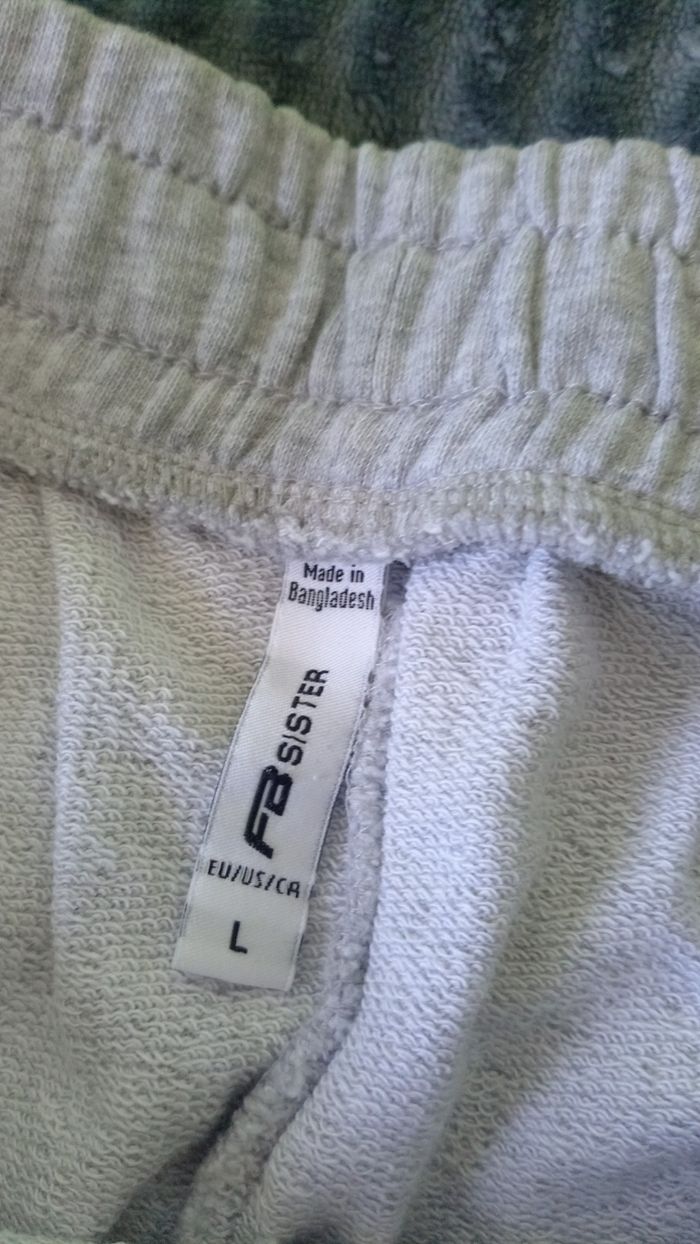 Made in
Bangladesh
FB SISTER
EU/US/CA
L